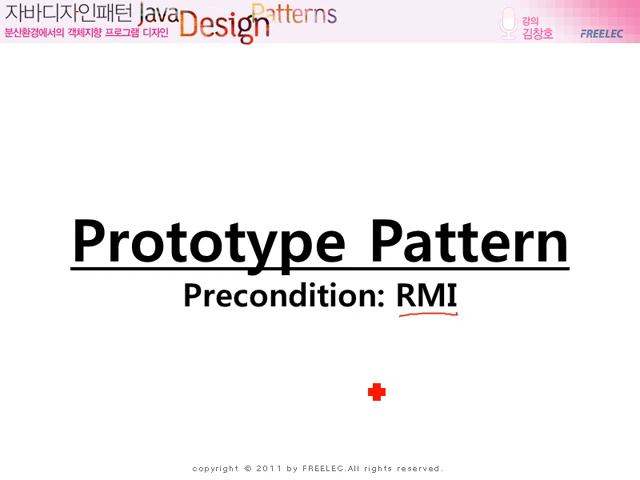 자바디자인패턴 Java Design Patterns
분산환경에서의 객체지향 프로그램 디자인
강의
김창호
FREELEC
Prototype Pattern
Precondition: RMI
copyright © 2011 by FREELEC.All rights reserved.